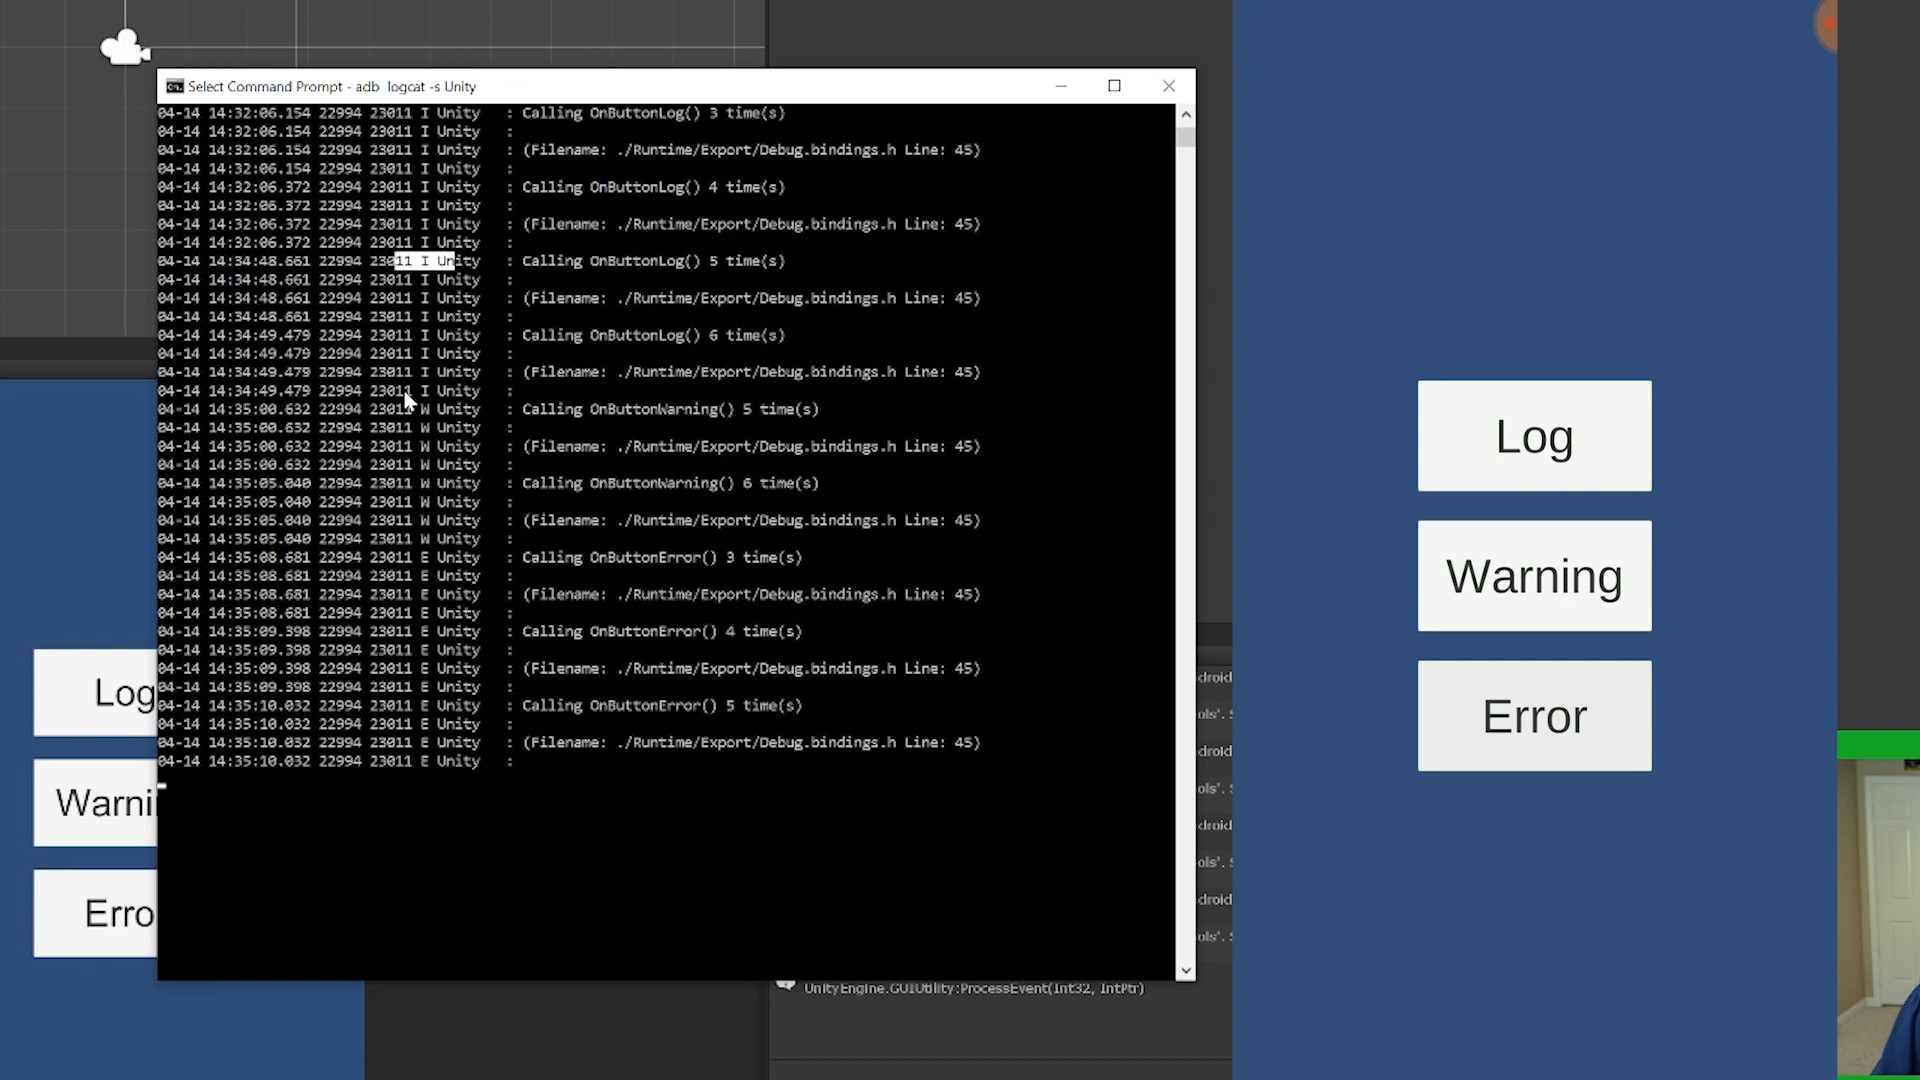 Select Command Prompt - adb logcat -s Unity
04-14 14:32:06.154 22994 23011 I Unity : Calling OnButtonLog() 3 time(s)
04-14 14:32:06.154 22994 23011 I Unity :
04-14 14:32:06.154 22994 23011 I Unity : (Filename: ./Runtime/Export/Debug.bindings.h Line: 45)
04-14 14:32:06.154 22994 23011 I Unity :
04-14 14:32:06.372 22994 23011 I Unity : Calling OnButtonLog() 4 time(s)
04-14 14:32:06.372 22994 23011 I Unity :
04-14 14:32:06.372 22994 23011 I Unity : (Filename: ./Runtime/Export/Debug.bindings.h Line: 45)
04-14 14:32:06.372 22994 23011 I Unity :
04-14 14:34:48.661 22994 23011 I Unity : Calling OnButtonLog() 5 time(s)
04-14 14:34:48.661 22994 23011 I Unity :
04-14 14:34:48.661 22994 23011 I Unity : (Filename: ./Runtime/Export/Debug.bindings.h Line: 45)
04-14 14:34:48.661 22994 23011 I Unity :
04-14 14:34:49.479 22994 23011 I Unity : Calling OnButtonLog() 6 time(s)
04-14 14:34:49.479 22994 23011 I Unity :
04-14 14:34:49.479 22994 23011 I Unity : (Filename: ./Runtime/Export/Debug.bindings.h Line: 45)
04-14 14:34:49.479 22994 23011 I Unity :
04-14 14:35:00.632 22994 23011 W Unity : Calling OnButtonWarning() 5 time(s)
04-14 14:35:00.632 22994 23011 W Unity :
04-14 14:35:00.632 22994 23011 W Unity : (Filename: ./Runtime/Export/Debug.bindings.h Line: 45)
04-14 14:35:00.632 22994 23011 W Unity :
04-14 14:35:05.040 22994 23011 W Unity : Calling OnButtonWarning() 6 time(s)
04-14 14:35:05.040 22994 23011 W Unity :
04-14 14:35:05.040 22994 23011 W Unity : (Filename: ./Runtime/Export/Debug.bindings.h Line: 45)
04-14 14:35:05.040 22994 23011 W Unity :
04-14 14:35:08.681 22994 23011 E Unity : Calling OnButtonError() 3 time(s)
04-14 14:35:08.681 22994 23011 E Unity :
04-14 14:35:08.681 22994 23011 E Unity : (Filename: ./Runtime/Export/Debug.bindings.h Line: 45)
04-14 14:35:08.681 22994 23011 E Unity :
04-14 14:35:09.398 22994 23011 E Unity : Calling OnButtonError() 4 time(s)
04-14 14:35:09.398 22994 23011 E Unity :
04-14 14:35:09.398 22994 23011 E Unity : (Filename: ./Runtime/Export/Debug.bindings.h Line: 45)
04-14 14:35:09.398 22994 23011 E Unity :
04-14 14:35:10.032 22994 23011 E Unity : Calling OnButtonError() 5 time(s)
04-14 14:35:10.032 22994 23011 E Unity :
04-14 14:35:10.032 22994 23011 E Unity : (Filename: ./Runtime/Export/Debug.bindings.h Line: 45)
04-14 14:35:10.032 22994 23011 E Unity :
Log
Warni
Erro
droid
ols'. S
droid
ols'. S
droid
ols'. S
droid
ols'. S
UnityEngine.GUIUtility:ProcessEvent(Int32, IntPtr)
Log
Warning
Error